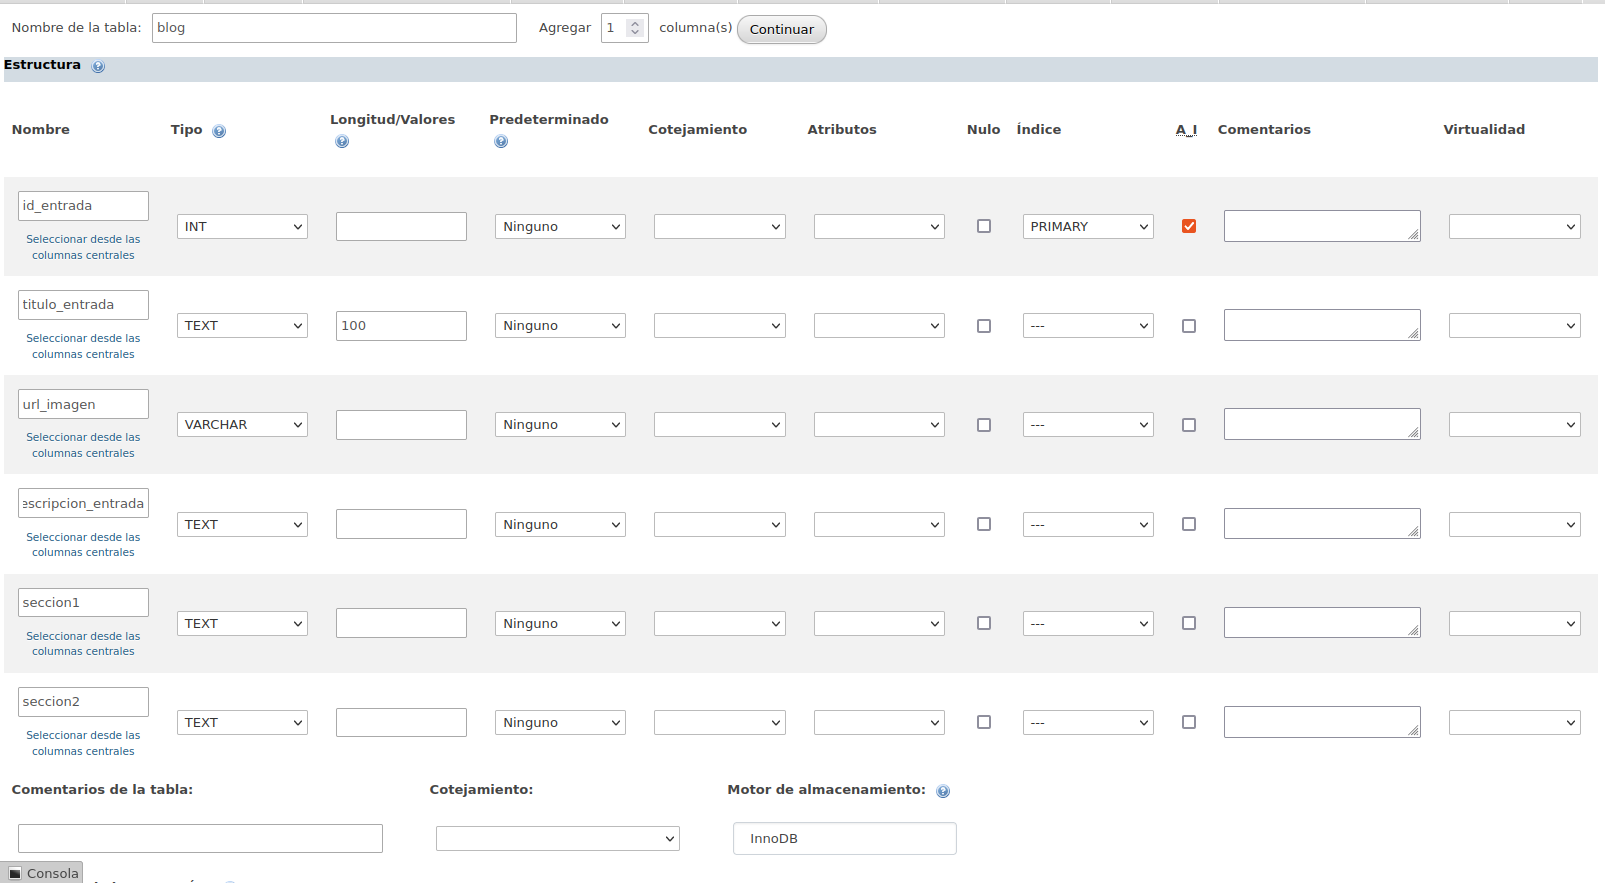 Nombre de la tabla: blog Agregar 1 columna(s) Continuar
Estructura
Nombre Tipo Longitud/Valores Predeterminado Cotejamiento Atributos Nulo Índice A_I Comentarios Virtualidad
id_entrada INT Ninguno PRIMARY
Seleccionar desde las
columnas centrales
titulo_entrada TEXT 100 Ninguno ---
Seleccionar desde las
columnas centrales
url_imagen VARCHAR Ninguno ---
Seleccionar desde las
columnas centrales
escripcion_entrada TEXT Ninguno ---
Seleccionar desde las
columnas centrales
seccion1 TEXT Ninguno ---
Seleccionar desde las
columnas centrales
seccion2 TEXT Ninguno ---
Seleccionar desde las
columnas centrales
Comentarios de la tabla: Cotejamiento: Motor de almacenamiento:
InnoDB
Consola